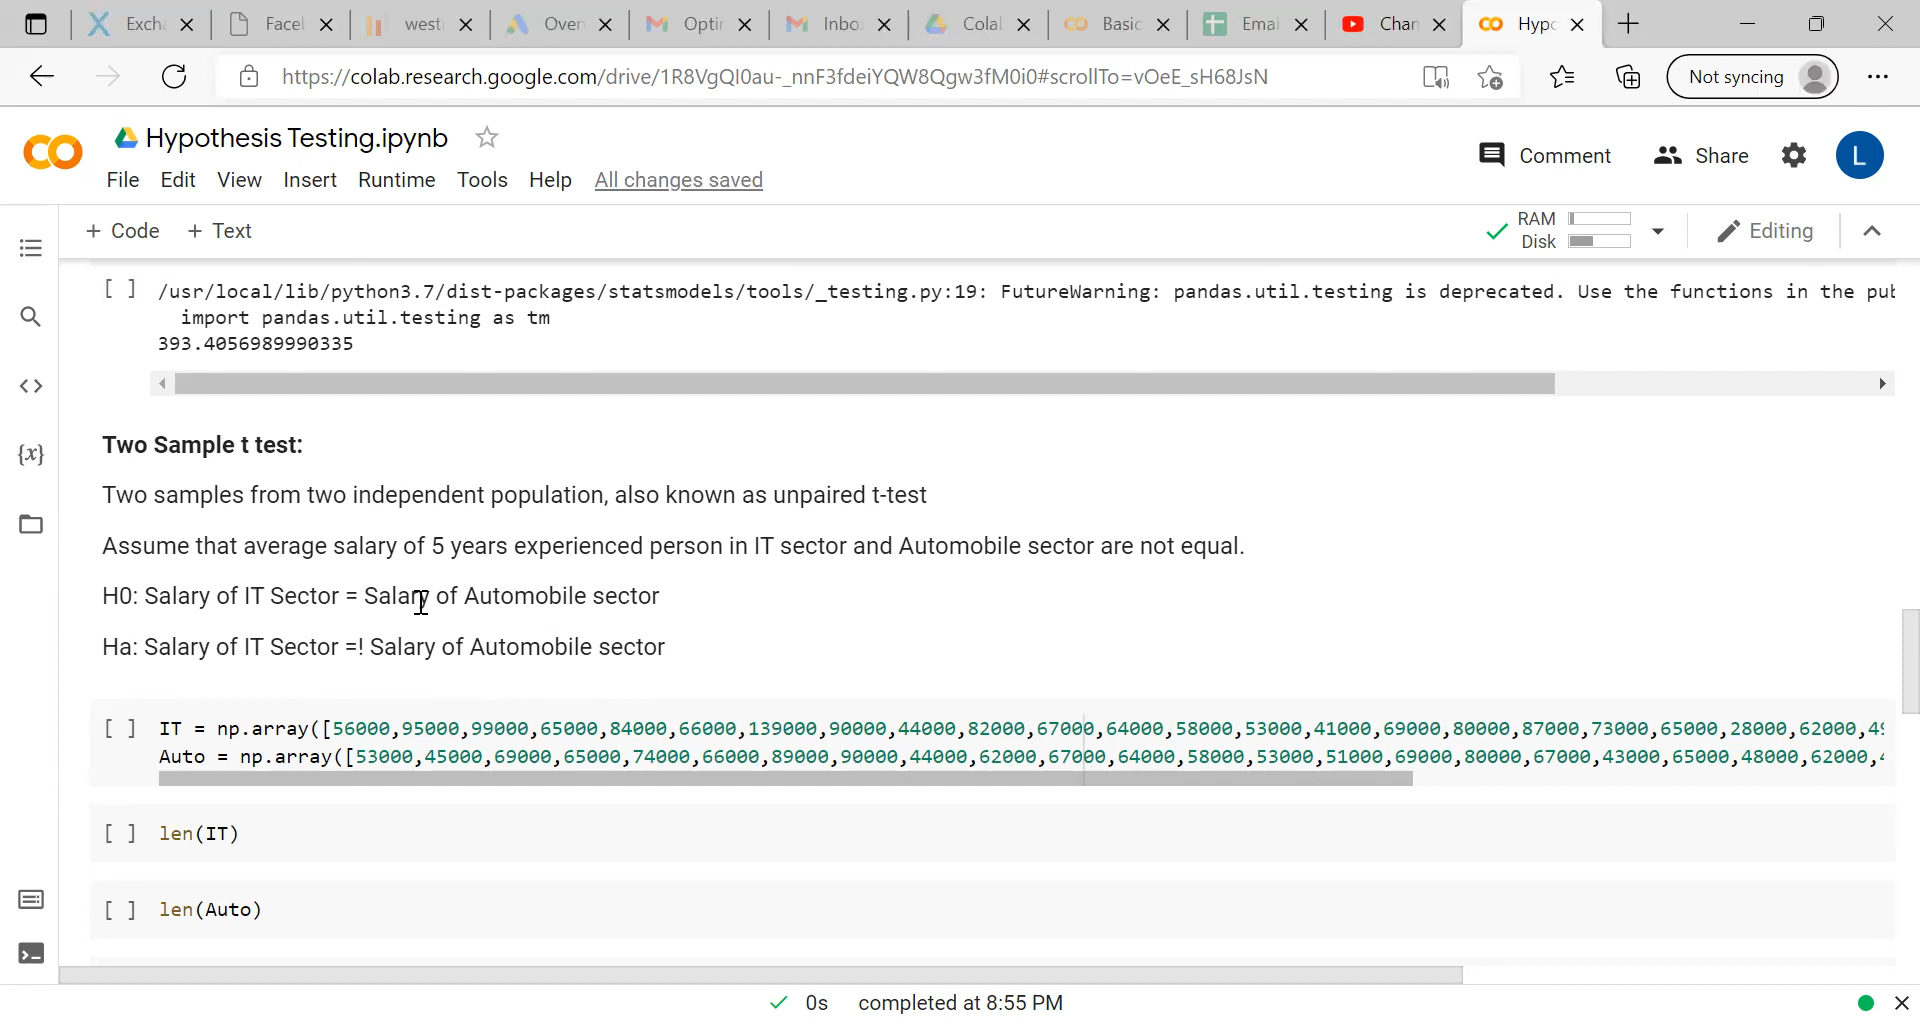 Exch
Faceb
west
Over
Optir
Inbo
Colal
Basic
Emai
Char
Hypo
https://colab.research.google.com/drive/1R8VgQI0au-_nnF3fdeiYQW8Qgw3fM0i0#scrollTo=vOeE_sH68JsN
Not syncing
Hypothesis Testing.ipynb
Comment
Share
L
File Edit View Insert Runtime Tools Help All changes saved
+ Code + Text
RAM
Disk
Editing
[ ] /usr/local/lib/python3.7/dist-packages/statsmodels/tools/_testing.py:19: FutureWarning: pandas.util.testing is deprecated. Use the functions in the pub
import pandas.util.testing as tm
393.4056989990335
Two Sample t test:
Two samples from two independent population, also known as unpaired t-test
Assume that average salary of 5 years experienced person in IT sector and Automobile sector are not equal.
H0: Salary of IT Sector = Salary of Automobile sector
Ha: Salary of IT Sector =! Salary of Automobile sector
[ ] IT = np.array([56000,95000,99000,65000,84000,66000,139000,90000,44000,82000,67000,64000,58000,53000,41000,69000,80000,87000,73000,65000,28000,62000,49
Auto = np.array([53000,45000,69000,65000,74000,66000,89000,90000,44000,62000,67000,64000,58000,53000,51000,69000,80000,67000,43000,65000,48000,62000,4
[ ] len(IT)
[ ] len(Auto)
0s completed at 8:55 PM